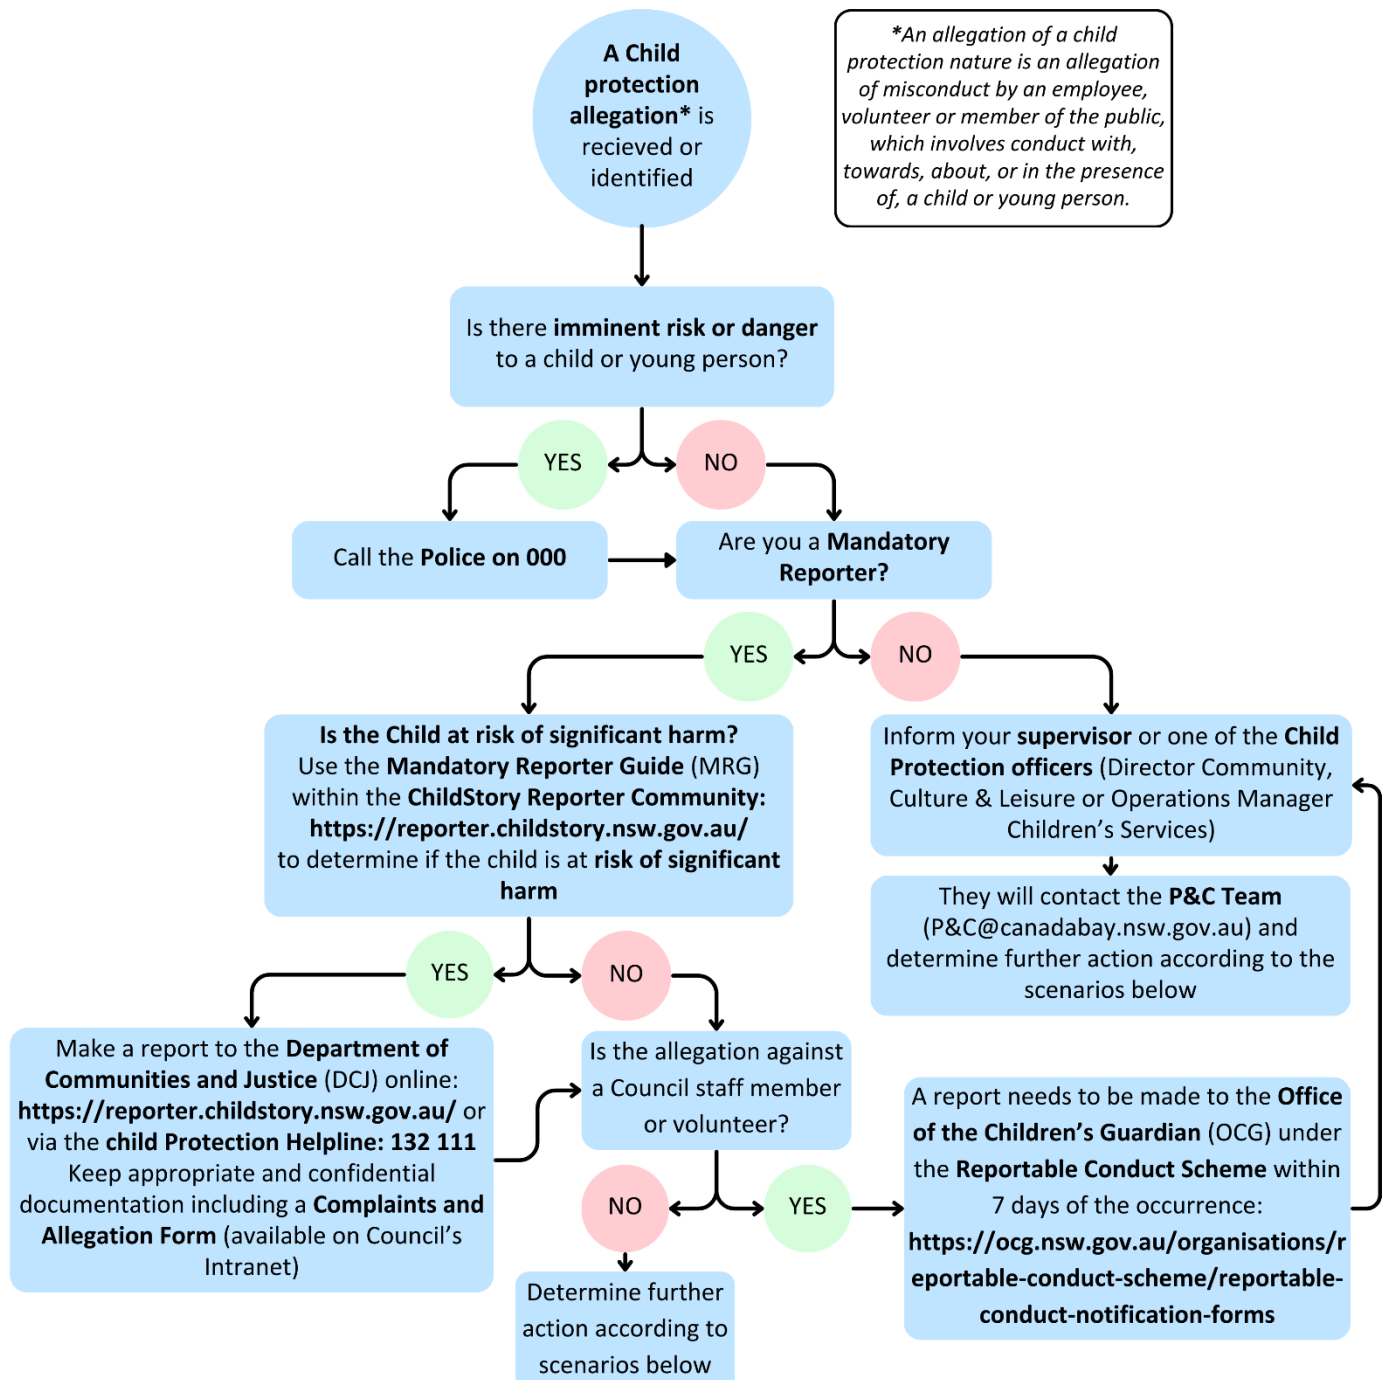 A Child
protection
allegation* is
recieved or
identified
*An allegation of a child
protection nature is an allegation
of misconduct by an employee,
volunteer or member of the public,
which involves conduct with,
towards, about, or in the presence
of, a child or young person.
Is there imminent risk or danger
to a child or young person?
YES
NO
Call the Police on 000
Are you a Mandatory
Reporter?
YES
NO
Is the Child at risk of significant harm?
Use the Mandatory Reporter Guide (MRG)
within the ChildStory Reporter Community:
https://reporter.childstory.nsw.gov.au/
to determine if the child is at risk of significant
harm
Inform your supervisor or one of the Child
Protection officers (Director Community,
Culture & Leisure or Operations Manager
Children's Services)
They will contact the P&C Team
(P&C@canadabay.nsw.gov.au) and
determine further action according to the
scenarios below
YES
NO
Make a report to the Department of
Communities and Justice (DCJ) online:
https://reporter.childstory.nsw.gov.au/ or
via the child Protection Helpline: 132 111
Keep appropriate and confidential
documentation including a Complaints and
Allegation Form (available on Council's
Intranet)
Is the allegation against
a Council staff member
or volunteer?
NO
YES
A report needs to be made to the Office
of the Children's Guardian (OCG) under
the Reportable Conduct Scheme within
7 days of the occurrence:
https://ocg.nsw.gov.au/organisations/r
eportable-conduct-scheme/reportable-
conduct-notification-forms
Determine further
action according to
scenarios below